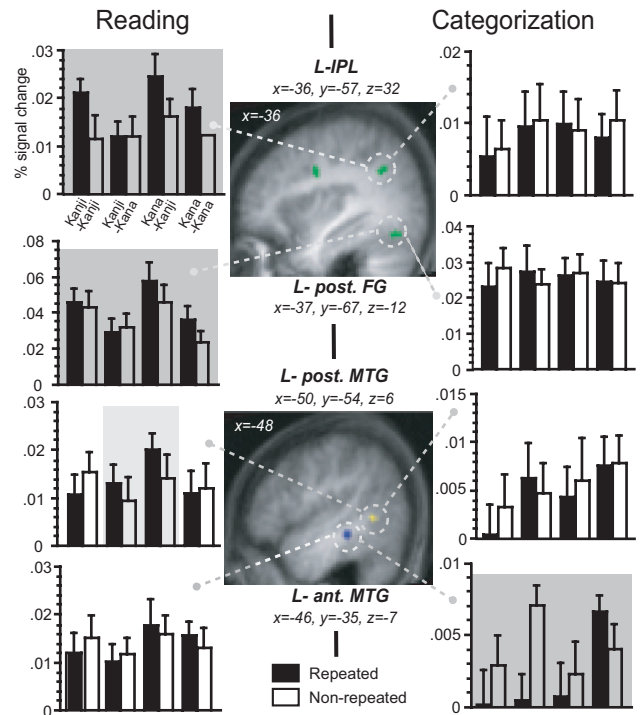 Reading
Categorization
L-IPL
x=-36, y=-57, z=32
x=-36
L- post. FG
x=-37, y=-67, z=-12
L- post. MTG
x=-50, y=-54, z=6
x=-48
L- ant. MTG
x=-46, y=-35, z=-7
Repeated
Non-repeated
% signal change
.03
.02
.01
0
Kanji
-Kanji
Kanji
-Kana
Kana
-Kanji
Kana
-Kana
.08
.06
.04
.02
0
.03
.02
.01
0
.03
.02
.01
0
.02
.01
0
.04
.03
.02
.01
0
.015
.01
.005
0
.01
.005
0